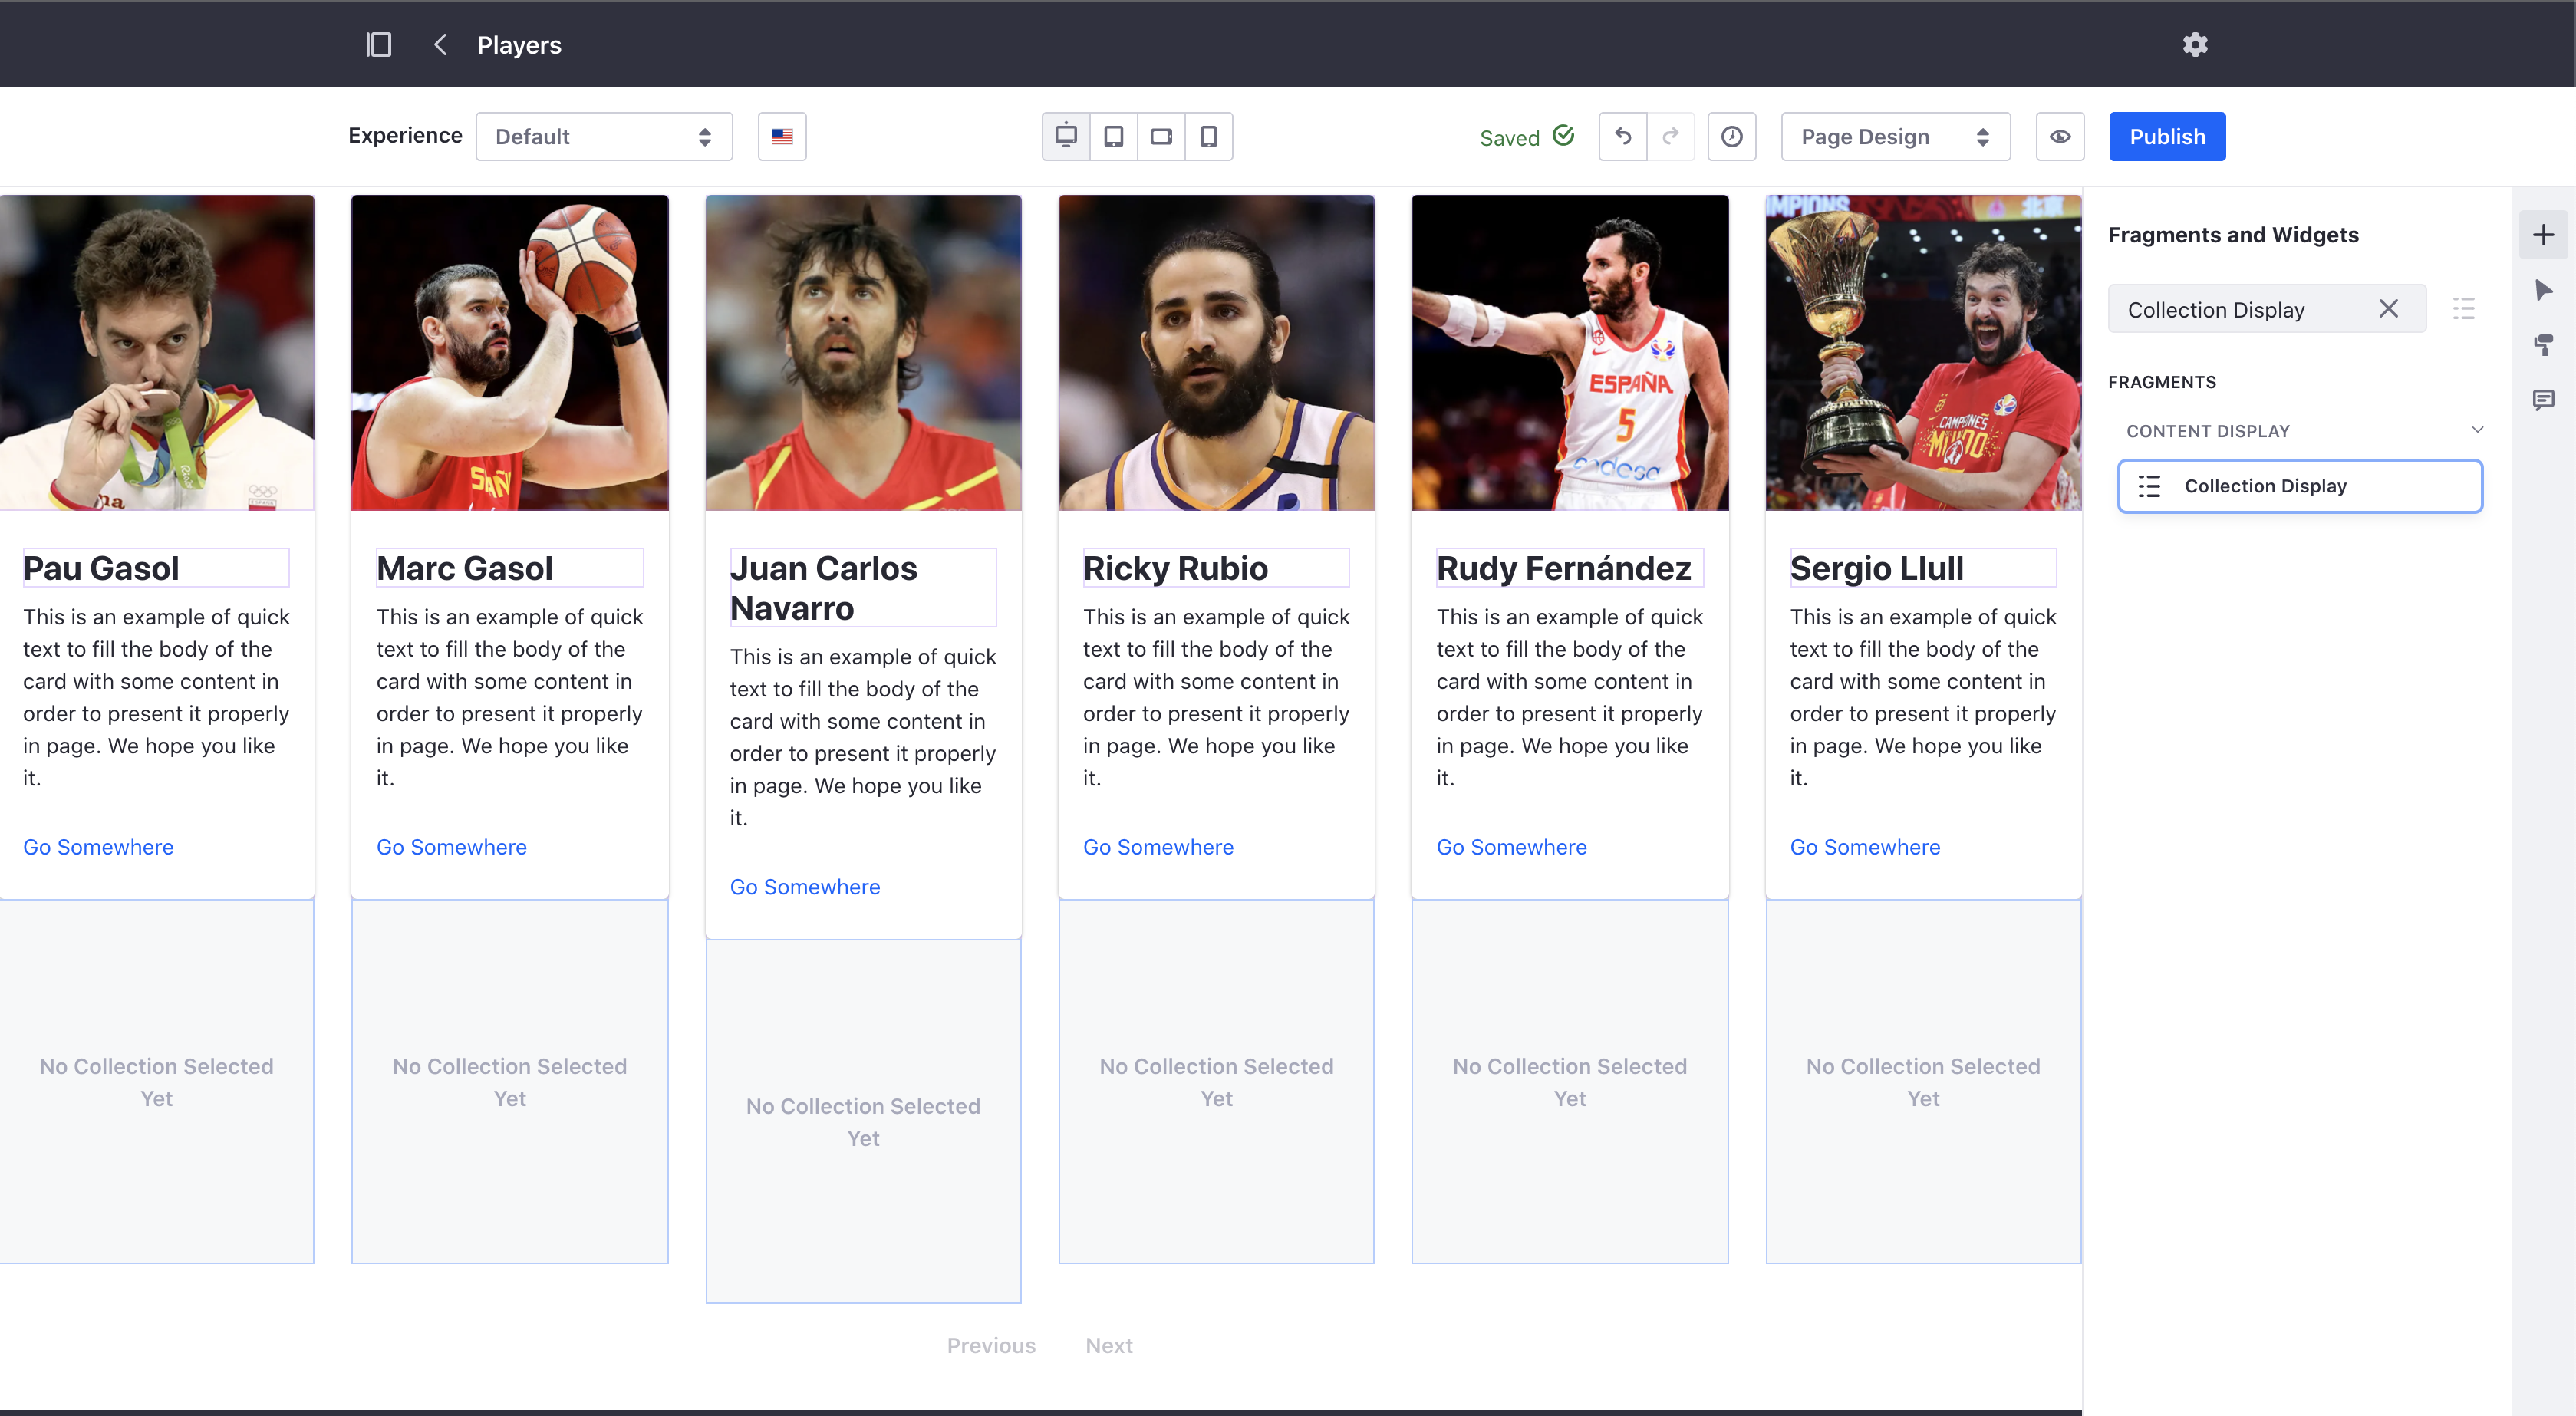 Players
Experience
Default
Saved
Page Design
Publish
Fragments and Widgets
Collection Display
FRAGMENTS
CONTENT DISPLAY
Collection Display
ESPAÑA
5
CAMPEONES
MUNDO
Pau Gasol
This is an example of quick
text to fill the body of the
card with some content in
order to present it properly
in page. We hope you like
it.
Go Somewhere
No Collection Selected
Yet
Marc Gasol
This is an example of quick
text to fill the body of the
card with some content in
order to present it properly
in page. We hope you like
it.
Go Somewhere
No Collection Selected
Yet
Juan Carlos
Navarro
This is an example of quick
text to fill the body of the
card with some content in
order to present it properly
in page. We hope you like
it.
Go Somewhere
No Collection Selected
Yet
Ricky Rubio
This is an example of quick
text to fill the body of the
card with some content in
order to present it properly
in page. We hope you like
it.
Go Somewhere
No Collection Selected
Yet
Rudy Fernández
This is an example of quick
text to fill the body of the
card with some content in
order to present it properly
in page. We hope you like
it.
Go Somewhere
No Collection Selected
Yet
Sergio Llull
This is an example of quick
text to fill the body of the
card with some content in
order to present it properly
in page. We hope you like
it.
Go Somewhere
No Collection Selected
Yet
Previous
Next